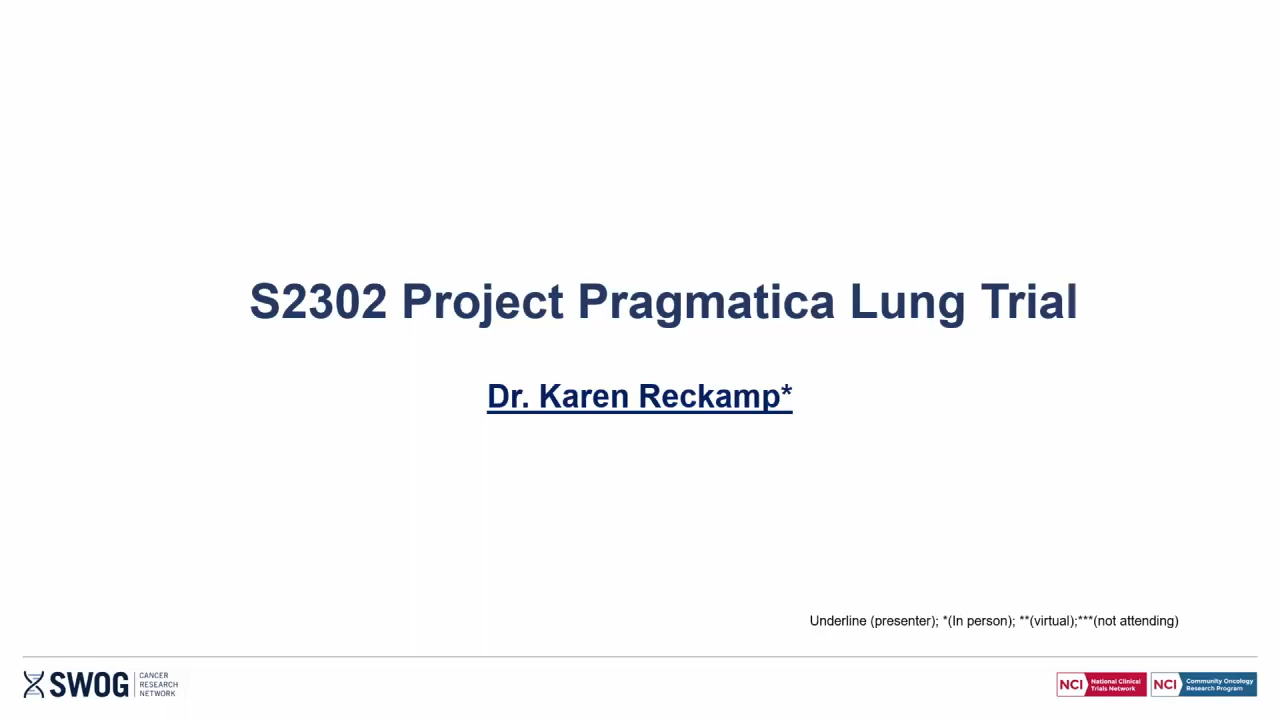 S2302 Project Pragmatica Lung Trial
Dr. Karen Reckamp*
Underline (presenter); *(In person); **(virtual);***(not attending)
SWOG
CANCER
RESEARCH
NETWORK
NCI
National Clinical
Trials Network
NCI
Community Oncology
Research Program